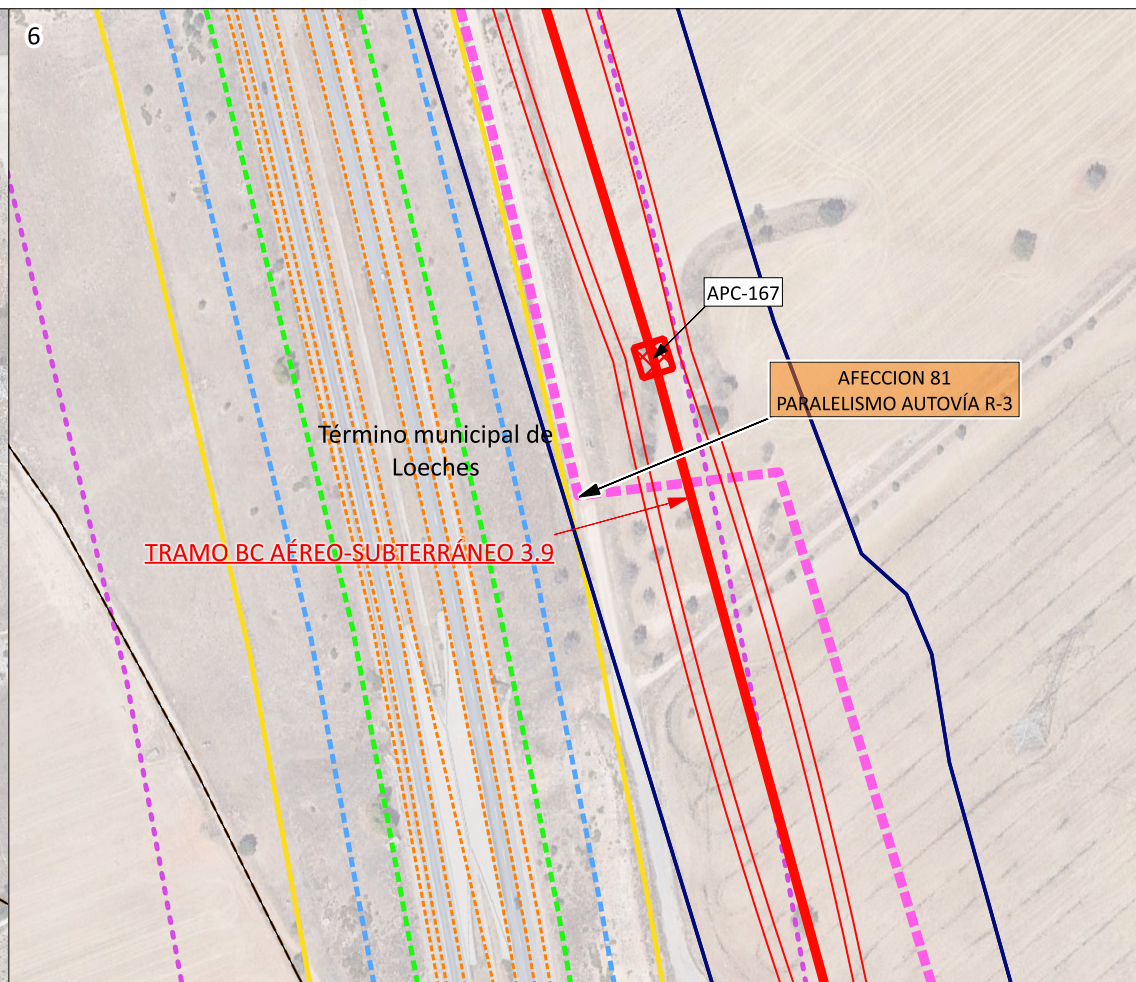 6
APC-167
AFECCION 81
PARALELISMO AUTOVÍA R-3
Término municipal de
Loeches
TRAMO BC AÉREO-SUBTERRÁNEO 3.9